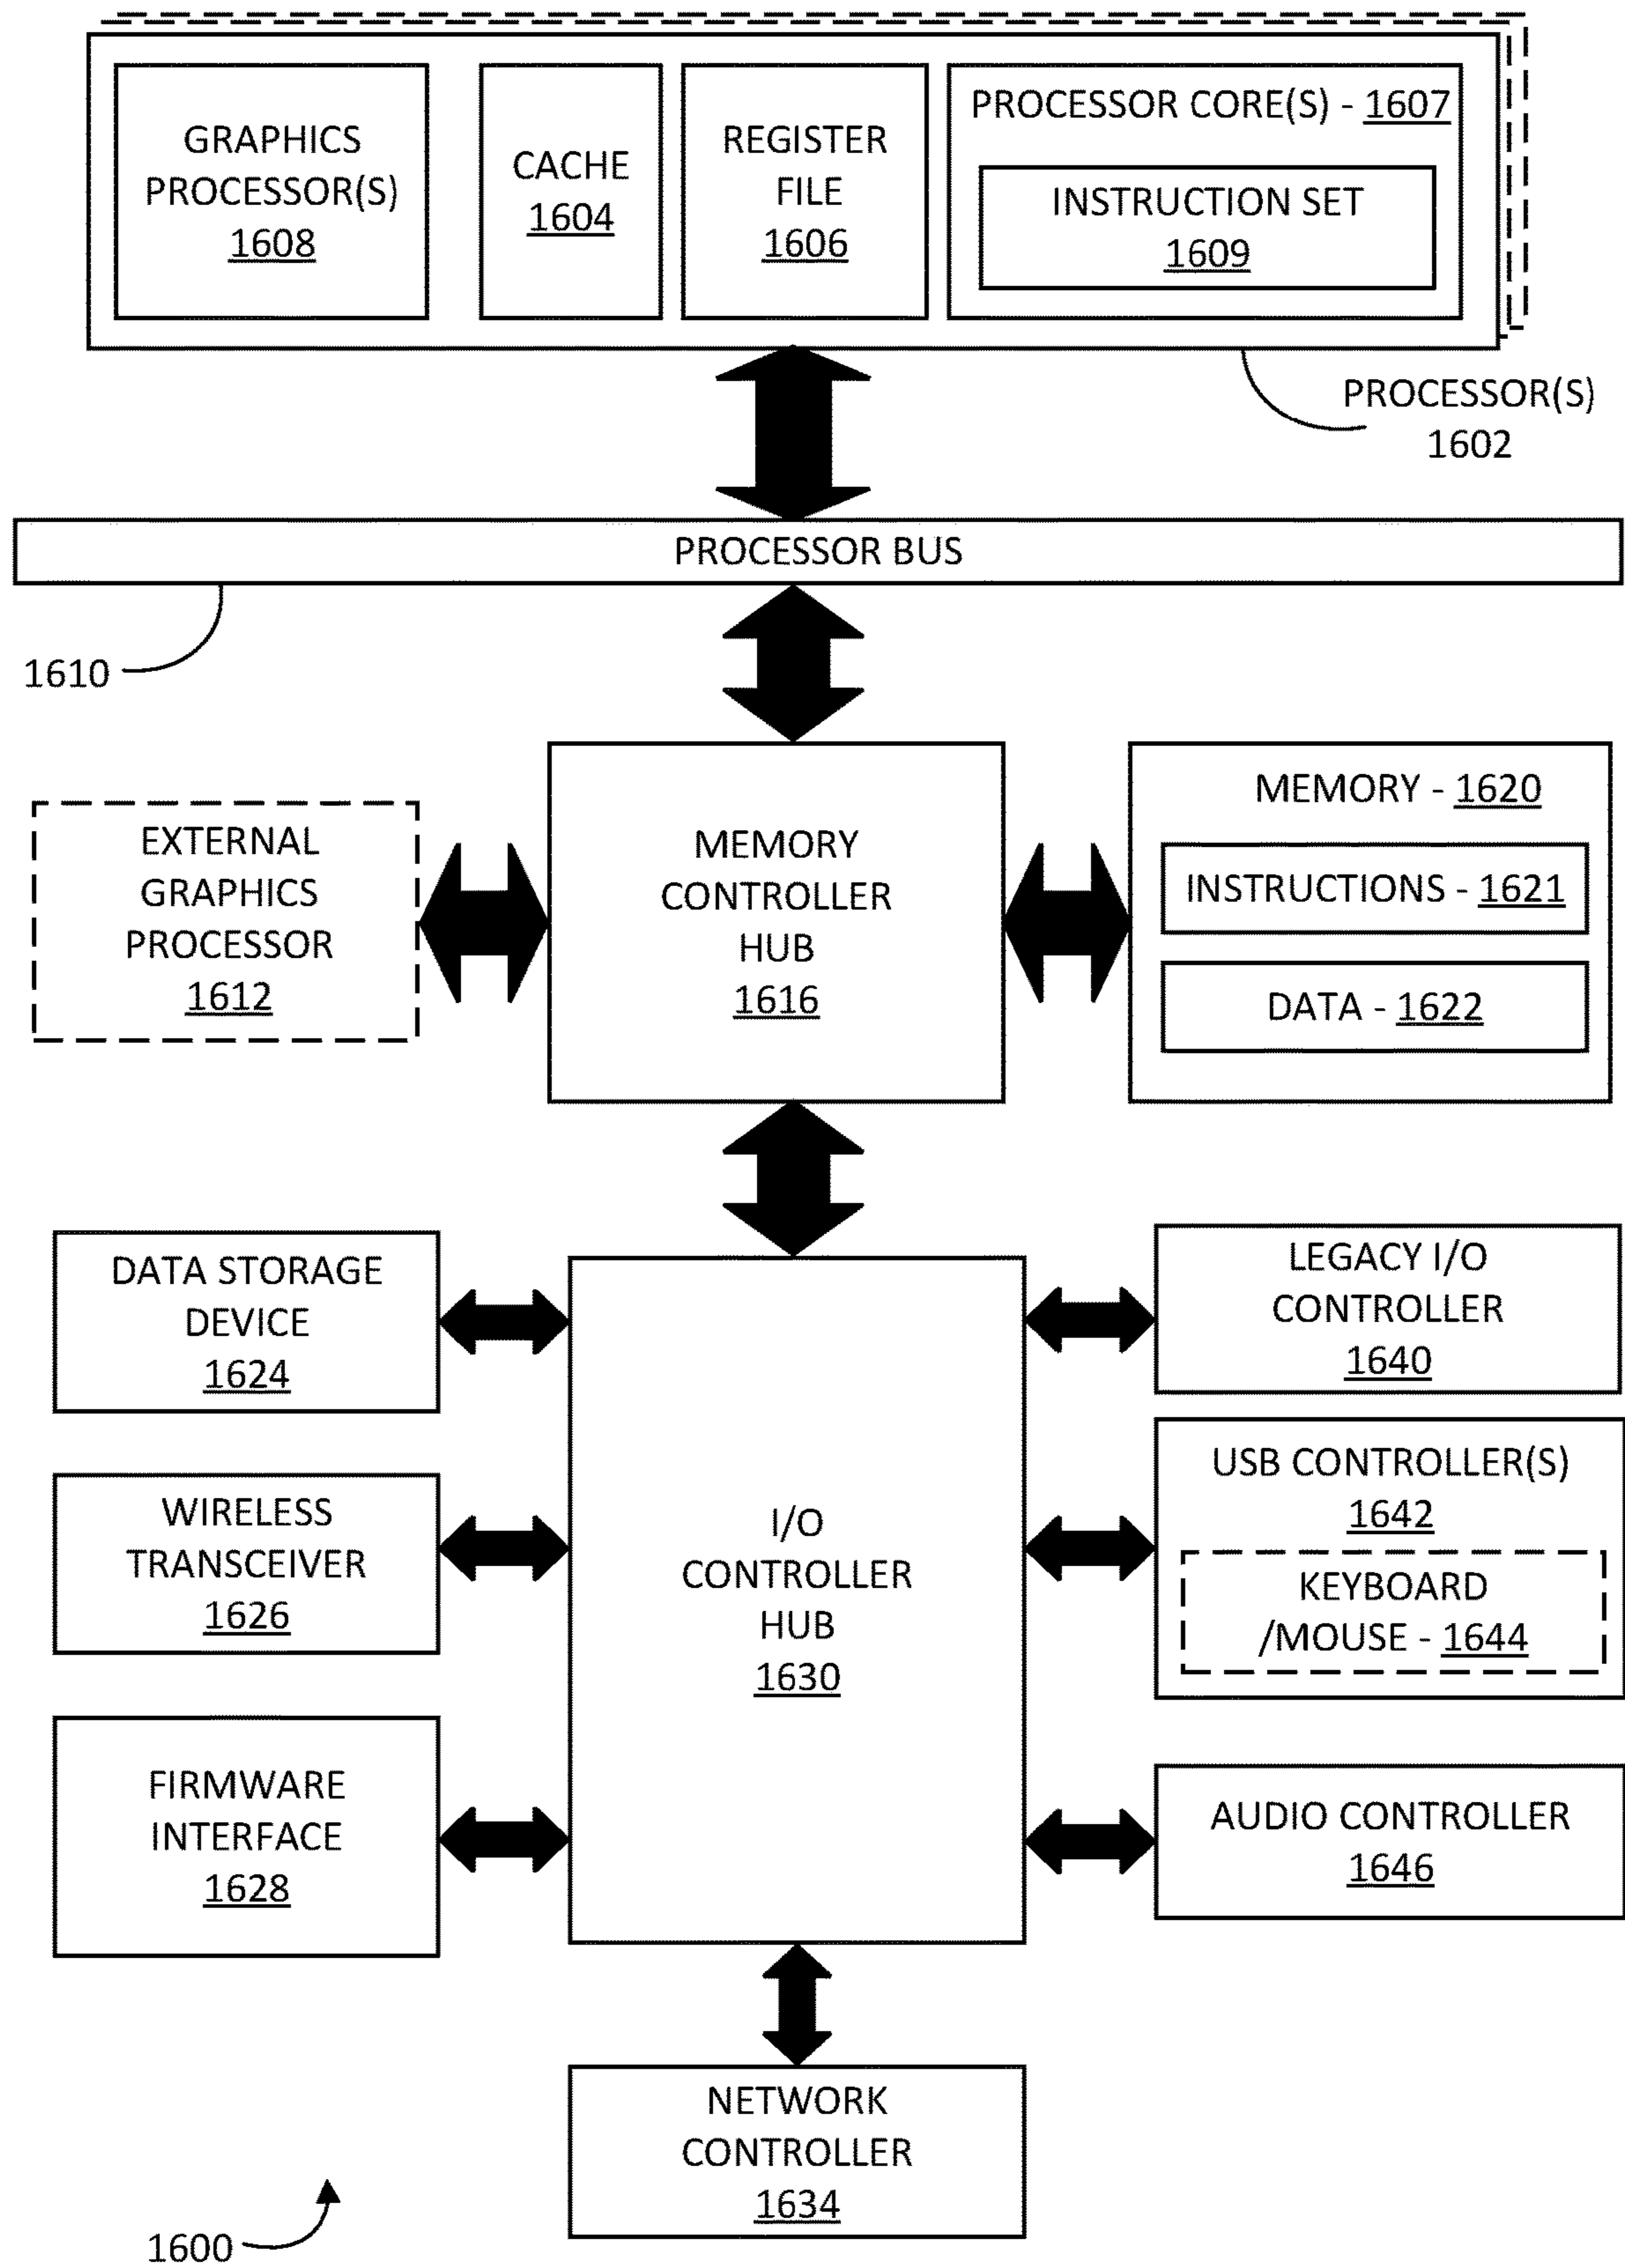 GRAPHICS
PROCESSOR(S)
1608
CACHE
1604
REGISTER
FILE
1606
PROCESSOR CORE(S) - 1607
INSTRUCTION SET
1609
PROCESSOR(S)
1602
PROCESSOR BUS
1610
EXTERNAL
GRAPHICS
PROCESSOR
1612
MEMORY
CONTROLLER
HUB
1616
MEMORY - 1620
INSTRUCTIONS - 1621
DATA - 1622
DATA STORAGE
DEVICE
1624
WIRELESS
TRANSCEIVER
1626
FIRMWARE
INTERFACE
1628
I/O
CONTROLLER
HUB
1630
LEGACY I/O
CONTROLLER
1640
USB CONTROLLER(S)
1642
KEYBOARD
/MOUSE - 1644
AUDIO CONTROLLER
1646
NETWORK
CONTROLLER
1634
1600